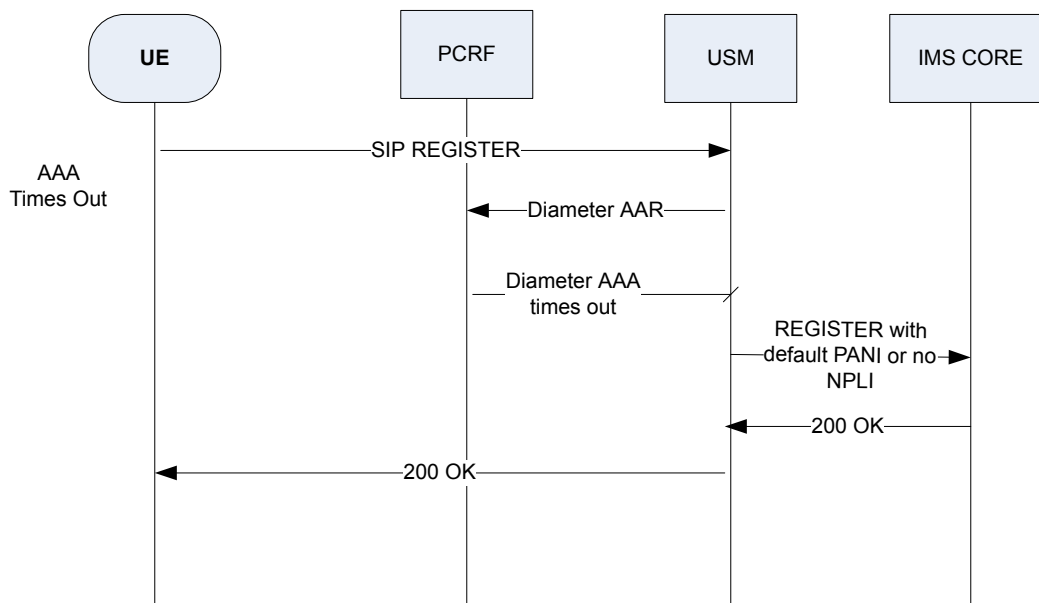 UE
PCRF
USM
IMS CORE
SIP REGISTER
AAA
Times Out
Diameter AAR
Diameter AAA
times out
REGISTER with
default PANI or no
NPLI
200 OK
200 OK